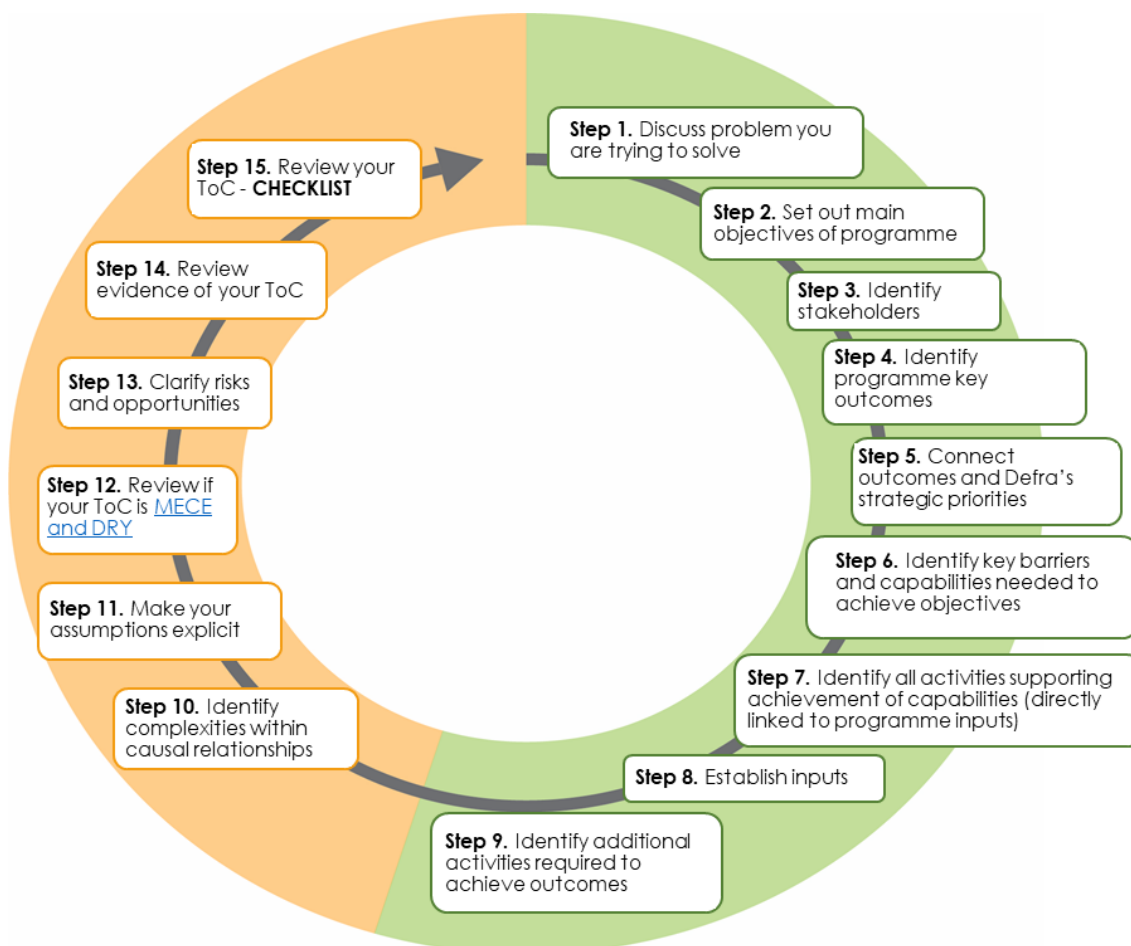 Step 1. Discuss problem you
are trying to solve
Step 2. Set out main
objectives of programme
Step 3. Identify
stakeholders
Step 4. Identify
programme key
outcomes
Step 5. Connect
outcomes and Defra's
strategic priorities
Step 6. Identify key barriers
and capabilities needed to
achieve objectives
Step 7. Identify all activities supporting
achievement of capabilities (directly
linked to programme inputs)
Step 8. Establish inputs
Step 9. Identify additional
activities required to
achieve outcomes
Step 10. Identify
complexities within
causal relationships
Step 11. Make your
assumptions explicit
Step 12. Review if
your ToC is MECE
and DRY
Step 13. Clarify risks
and opportunities
Step 14. Review
evidence of your ToC
Step 15. Review your
ToC - CHECKLIST